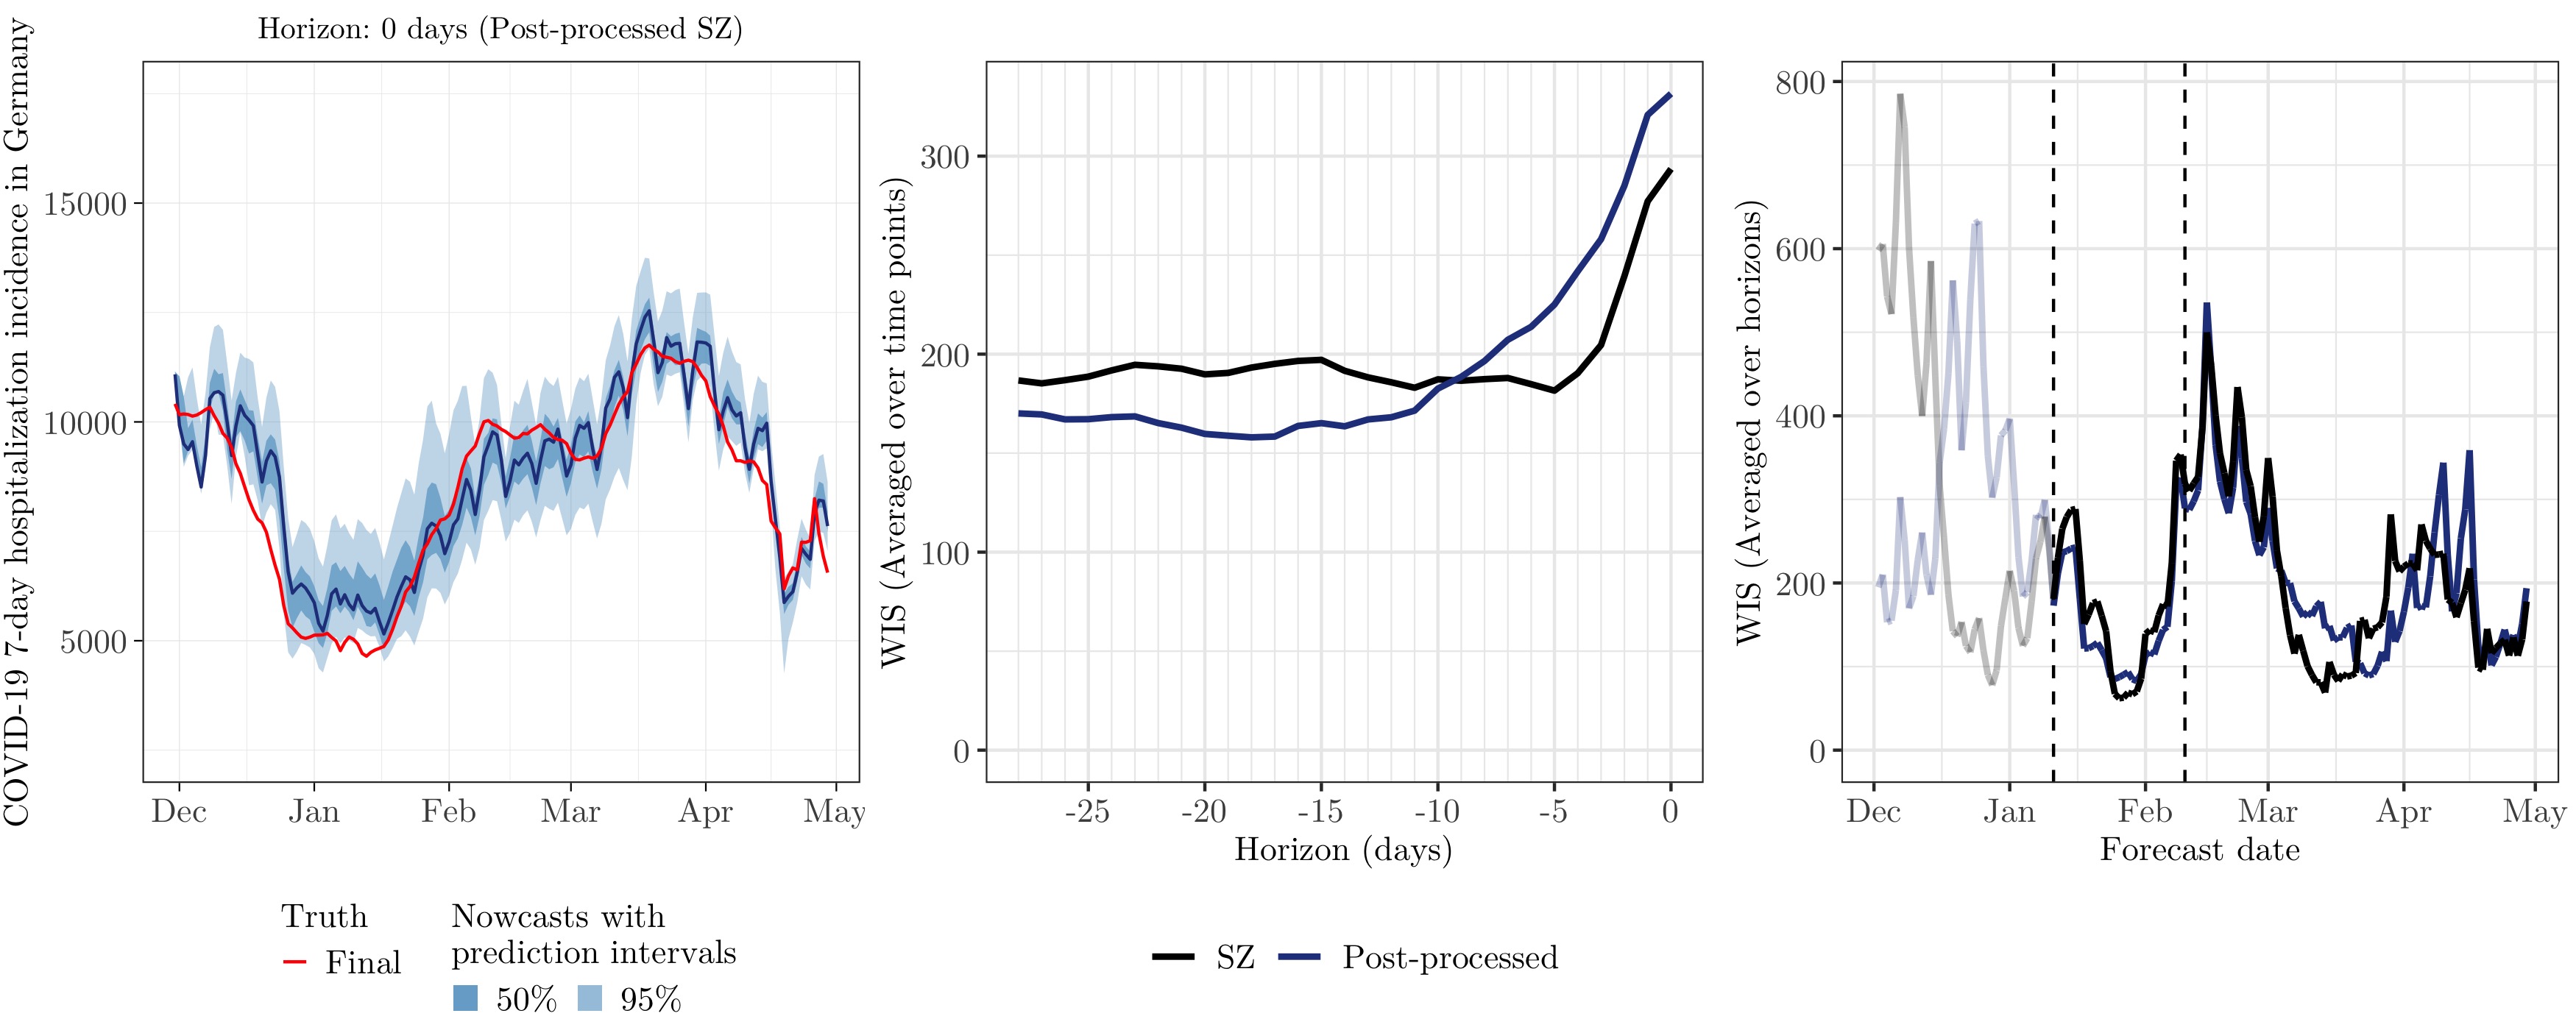 Horizon: 0 days (Post-processed SZ)
COVID-19 7-day hospitalization incidence in Germany
15000
10000
5000
Dec Jan Feb Mar Apr May
Truth
Final
Nowcasts with
prediction intervals
50% 95%
WIS (Averaged over time points)
300
200
100
0
-25 -20 -15 -10 -5 0
Horizon (days)
SZ Post-processed
WIS (Averaged over horizons)
800
600
400
200
0
Dec Jan Feb Mar Apr May
Forecast date